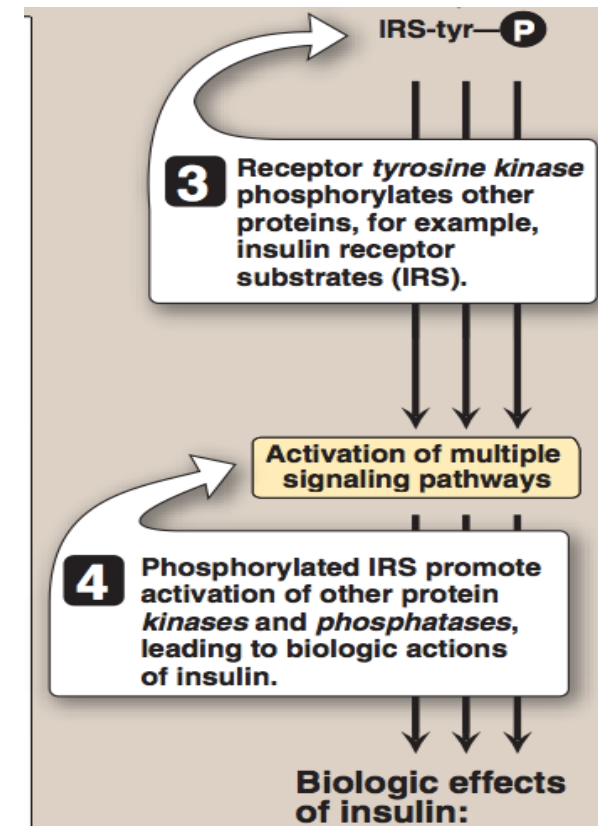 IRS-tyr—P
3 Receptor tyrosine kinase
phosphorylates other
proteins, for example,
insulin receptor
substrates (IRS).
Activation of multiple
signaling pathways
4 Phosphorylated IRS promote
activation of other protein
kinases and phosphatases,
leading to biologic actions
of insulin.
Biologic effects
of insulin: